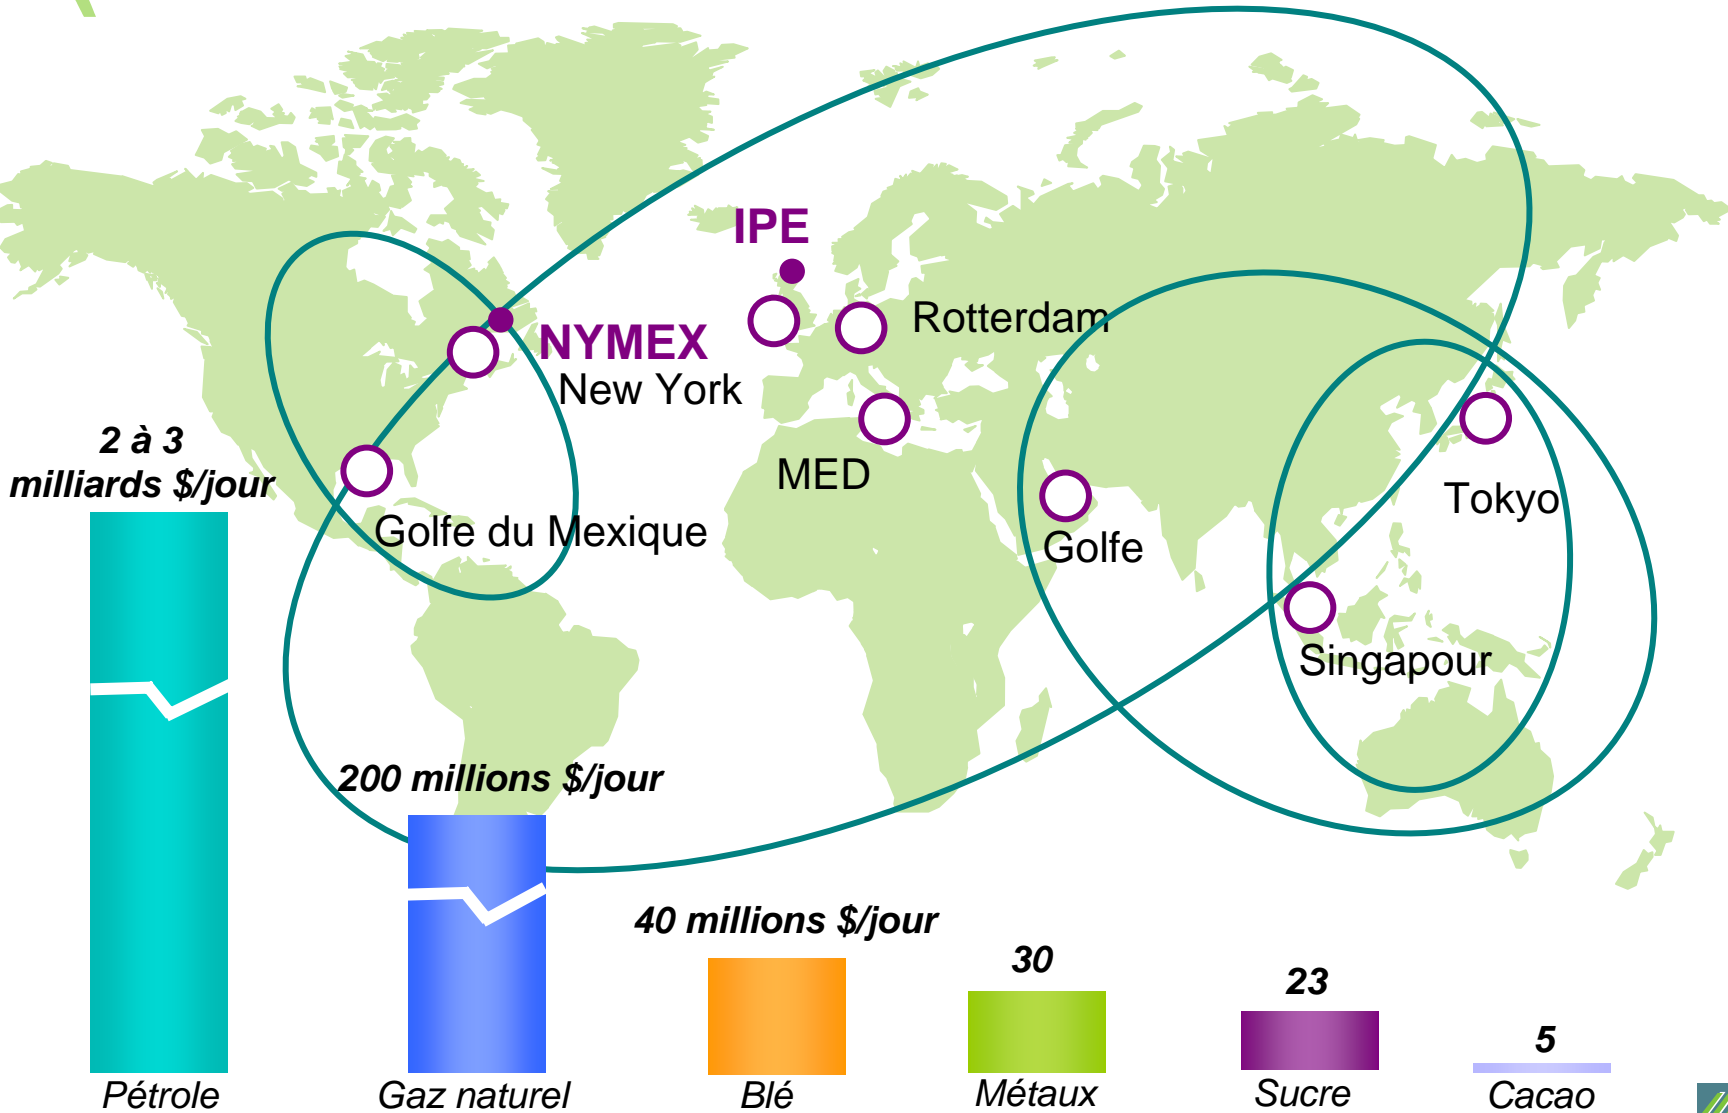 IPE
Rotterdam
NYMEX
New York
MED
Golfe du Mexique
Golfe
Tokyo
Singapour
2 à 3
milliards $/jour
200 millions $/jour
40 millions $/jour
30
23
5
Pétrole
Gaz naturel
Blé
Métaux
Sucre
Cacao